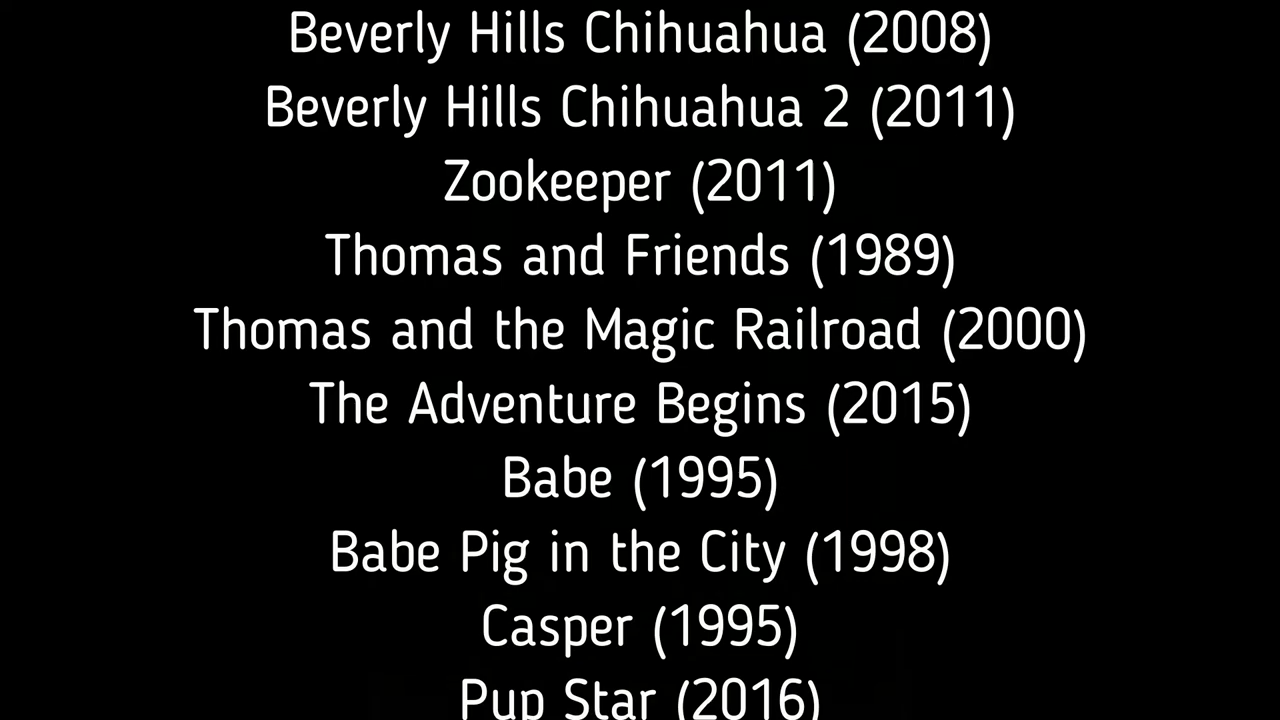 Beverly Hills Chihuahua (2008)
Beverly Hills Chihuahua 2 (2011)
Zookeeper (2011)
Thomas and Friends (1989)
Thomas and the Magic Railroad (2000)
The Adventure Begins (2015)
Babe (1995)
Babe Pig in the City (1998)
Casper (1995)
Pup Star (2016)